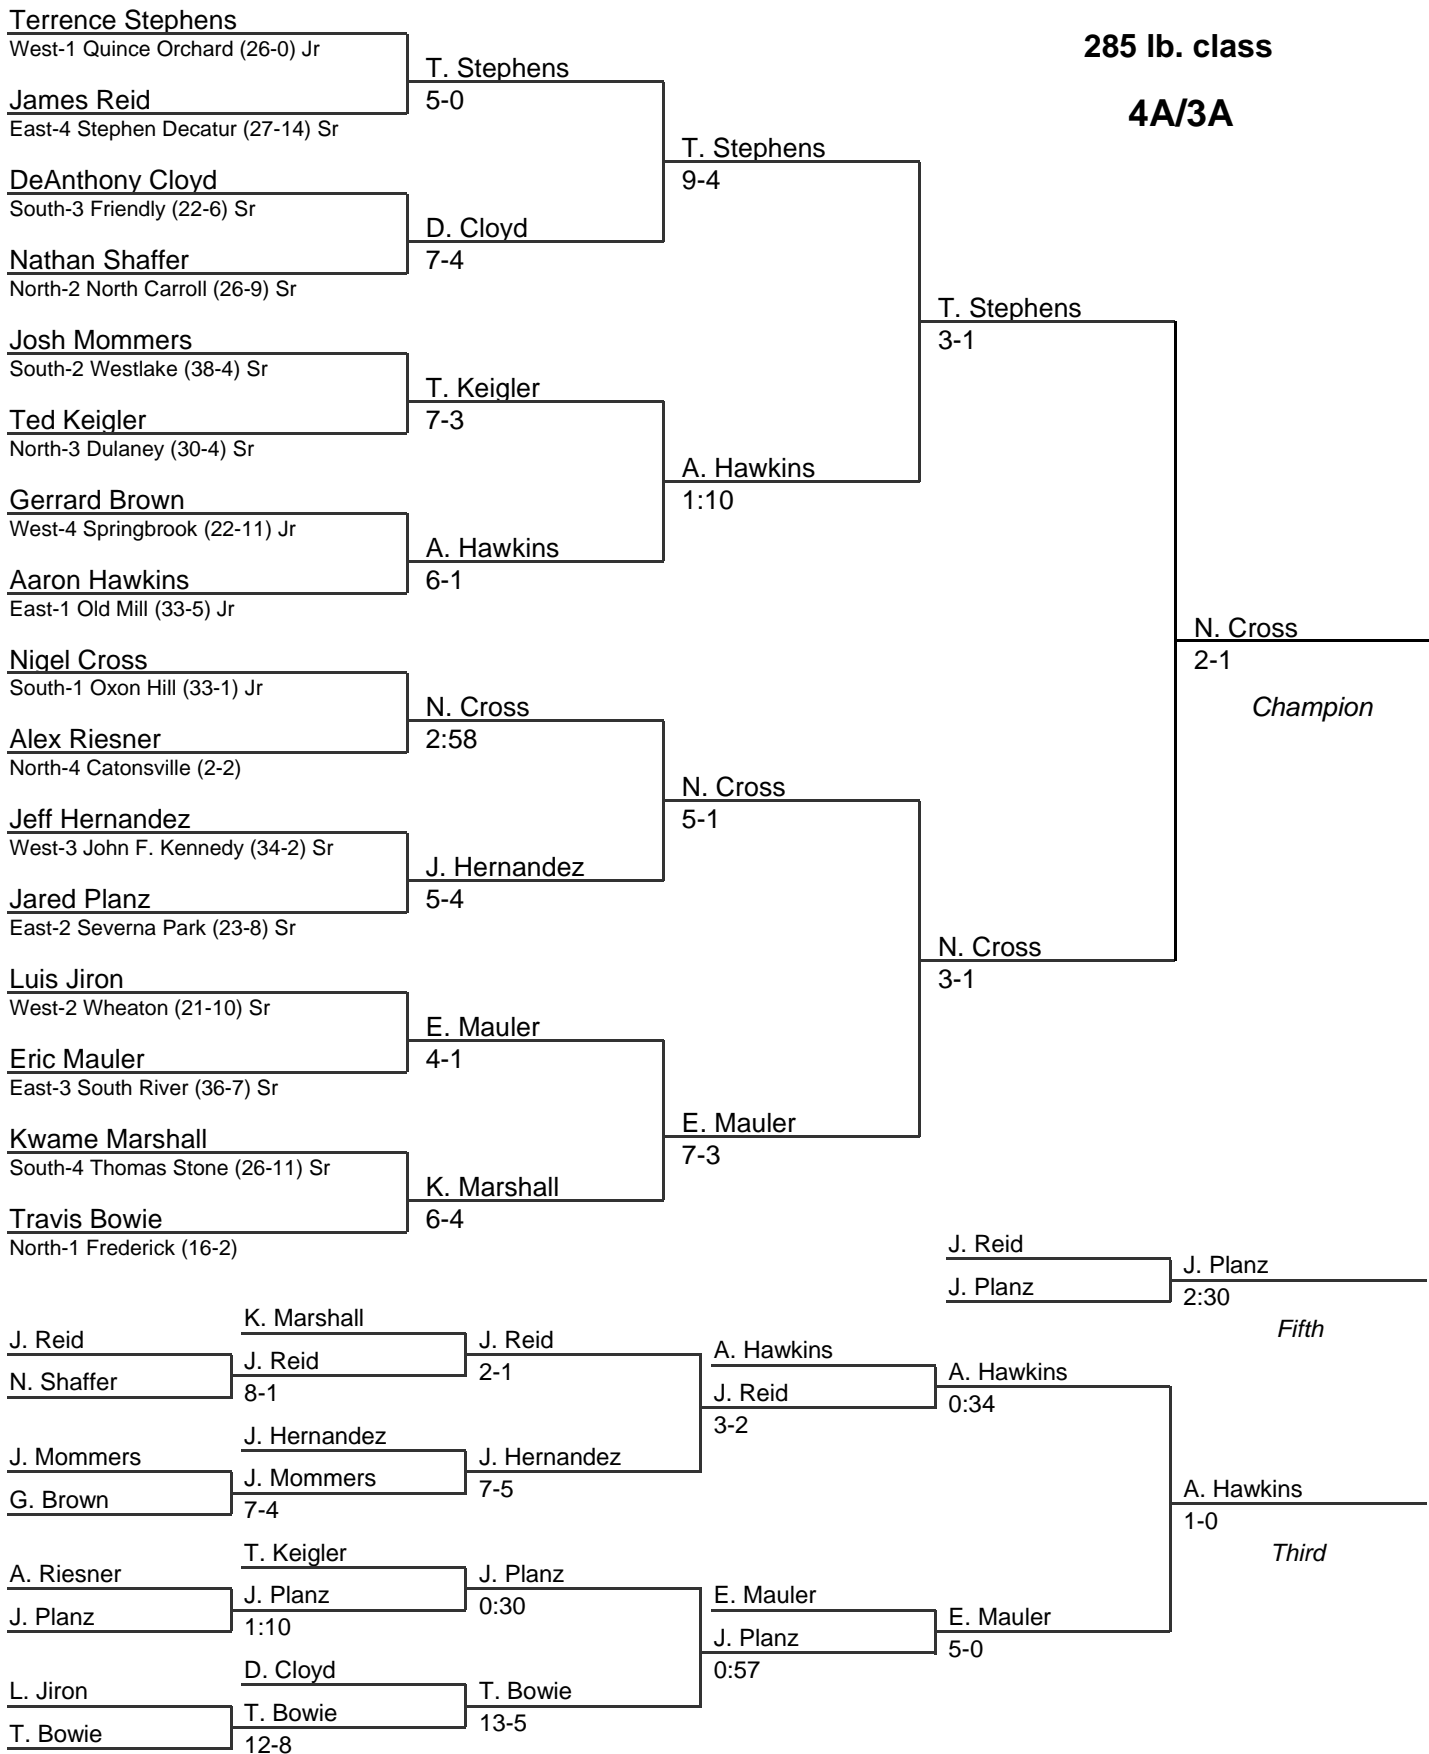 Terrence Stephens
West-1 Quince Orchard (26-0) Jr
James Reid
East-4 Stephen Decatur (27-14) Sr
DeAnthony Cloyd
South-3 Friendly (22-6) Sr
Nathan Shaffer
North-2 North Carroll (26-9) Sr
Josh Mommers
South-2 Westlake (38-4) Sr
Ted Keigler
North-3 Dulaney (30-4) Sr
Gerrard Brown
West-4 Springbrook (22-11) Jr
Aaron Hawkins
East-1 Old Mill (33-5) Jr
Nigel Cross
South-1 Oxon Hill (33-1) Jr
Alex Riesner
North-4 Catonsville (2-2)
Jeff Hernandez
West-3 John F. Kennedy (34-2) Sr
Jared Planz
East-2 Severna Park (23-8) Sr
Luis Jiron
West-2 Wheaton (21-10) Sr
Eric Mauler
East-3 South River (36-7) Sr
Kwame Marshall
South-4 Thomas Stone (26-11) Sr
Travis Bowie
North-1 Frederick (16-2)
T. Stephens
5-0
D. Cloyd
7-4
T. Keigler
7-3
A. Hawkins
6-1
N. Cross
2:58
J. Hernandez
5-4
E. Mauler
4-1
K. Marshall
6-4
T. Stephens
9-4
A. Hawkins
1:10
N. Cross
5-1
E. Mauler
7-3
T. Stephens
3-1
N. Cross
3-1
285 lb. class
4A/3A
N. Cross
2-1
Champion
J. Reid
J. Planz
J. Planz
2:30
Fifth
J. Reid
N. Shaffer
J. Mommers
G. Brown
A. Riesner
J. Planz
L. Jiron
T. Bowie
K. Marshall
J. Reid
8-1
J. Hernandez
J. Mommers
7-4
T. Keigler
J. Planz
1:10
D. Cloyd
T. Bowie
12-8
J. Reid
2-1
J. Hernandez
7-5
J. Planz
0:30
T. Bowie
13-5
A. Hawkins
J. Reid
3-2
E. Mauler
J. Planz
0:57
A. Hawkins
0:34
E. Mauler
5-0
A. Hawkins
1-0
Third